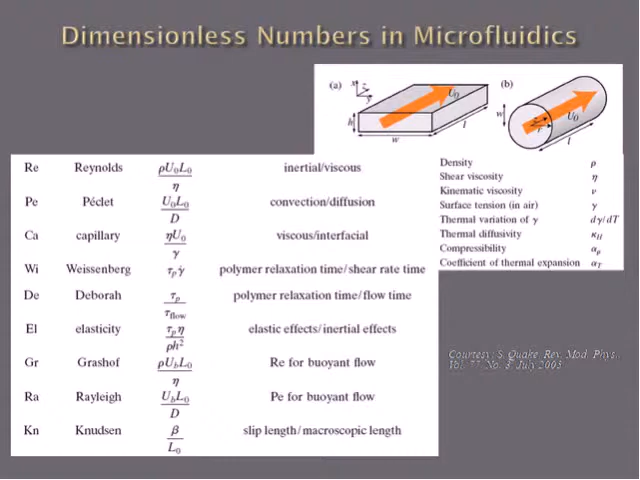 Dimensionless Numbers in Microfluidics
(a) x z y U0 h w l
(b) w z r U0 l
Re Reynolds ρU0L0/η inertial/viscous
Pe Péclet U0L0/D convection/diffusion
Ca capillary ηU0/γ viscous/interfacial
Wi Weissenberg τpγ̇ polymer relaxation time/shear rate time
De Deborah τp/τflow polymer relaxation time/flow time
El elasticity τpη/ρh² elastic effects/inertial effects
Gr Grashof ρUbL0/η Re for buoyant flow
Ra Rayleigh UbL0/D Pe for buoyant flow
Kn Knudsen β/L0 slip length/macroscopic length
Density ρ
Shear viscosity η
Kinematic viscosity ν
Surface tension (in air) γ
Thermal variation of γ dγ/dT
Thermal diffusivity κH
Compressibility αp
Coefficient of thermal expansion αT
Courtesy: S. Quake, Rev. Mod. Phys.,
Vol. 77, No. 3, July 2005